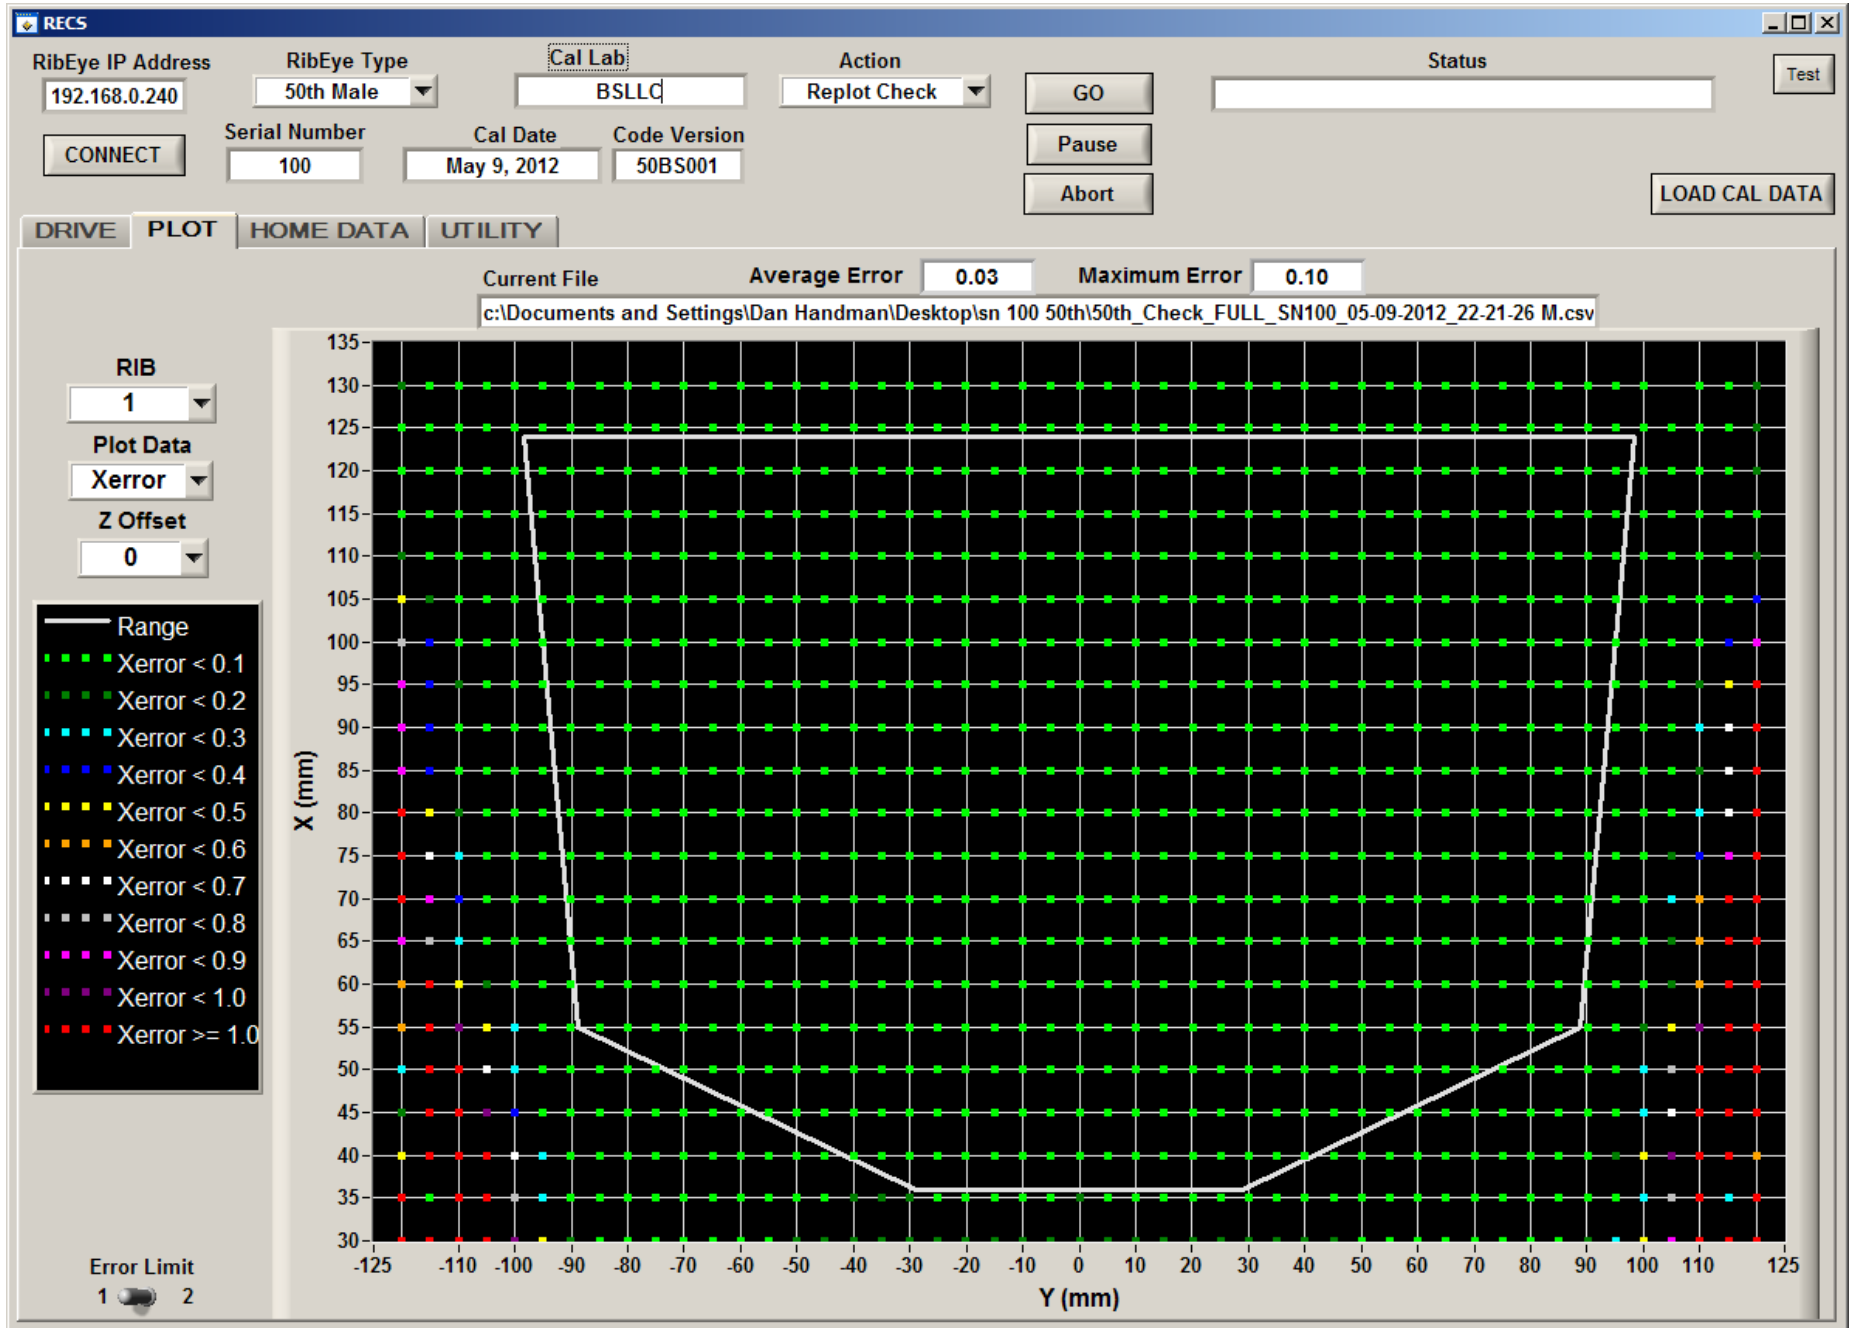 RECS
RibEye IP Address
192.168.0.240
CONNECT
RibEye Type
50th Male
Serial Number
100
Cal Lab
BSLLC
Cal Date
May 9, 2012
Code Version
50BS001
Action
Replot Check
GO
Pause
Abort
Status
Test
LOAD CAL DATA
DRIVE
PLOT
HOME DATA
UTILITY
Current File
Average Error 0.03
Maximum Error 0.10
c:\Documents and Settings\Dan Handman\Desktop\sn 100 50th\50th_Check_FULL_SN100_05-09-2012_22-21-26 M.csv
RIB
1
Plot Data
Xerror
Z Offset
0
Range
Xerror < 0.1
Xerror < 0.2
Xerror < 0.3
Xerror < 0.4
Xerror < 0.5
Xerror < 0.6
Xerror < 0.7
Xerror < 0.8
Xerror < 0.9
Xerror < 1.0
Xerror >= 1.0
Error Limit
1 2
X (mm)
135
130
125
120
115
110
105
100
95
90
85
80
75
70
65
60
55
50
45
40
35
30
-125 -110 -100 -90 -80 -70 -60 -50 -40 -30 -20 -10 0 10 20 30 40 50 60 70 80 90 100 110 125
Y (mm)